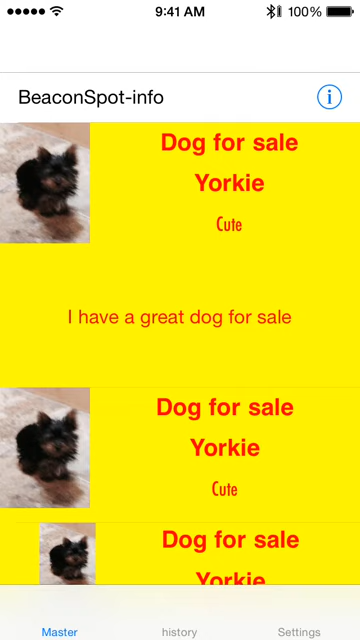 9:41 AM 100%
BeaconSpot-info
Dog for sale
Yorkie
Cute
I have a great dog for sale
Dog for sale
Yorkie
Cute
Dog for sale
Yorkie
Master history Settings